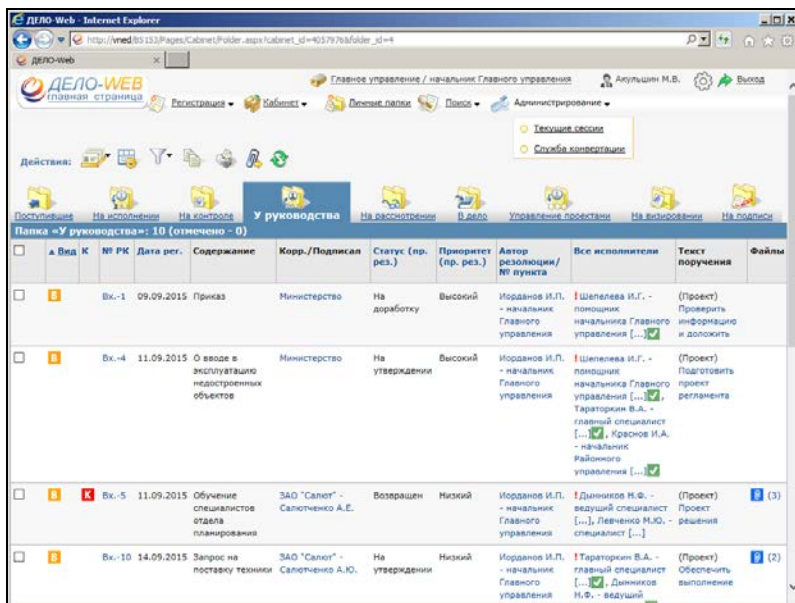 ДЕЛО-Web - Internet Explorer
http://vned/BS153/Pages/Cabinet/Folder.aspx?cabinet_id=4057976&folder_id=4
ДЕЛО-Web
ДЕЛО-WEB
главная страница
Главное управление / начальник Главного управления
Акульшин М.В.
Выход
Регистрация
Кабинет
Личные папки
Поиск
Администрирование
Текущие сессии
Служба конвертации
Действия:
Поступившие
На исполнении
На контроле
У руководства
На рассмотрении
В дело
Управление проектами
На визировании
На подписи
Папка «У руководства»: 10 (отмечено - 0)
Вид К № РК Дата рег. Содержание Корр./Подписал Статус (пр. рез.) Приоритет (пр. рез.) Автор резолюции/ № пункта Все исполнители Текст поручения Файлы
В Вх.-1 09.09.2015 Приказ Министерство На доработку Высокий Иорданов И.П. - начальник Главного управления !Шепелева И.Г. - помощник начальника Главного управления [...] (Проект) Проверить информацию и доложить
В Вх.-4 11.09.2015 О вводе в эксплуатацию недостроенных объектов Министерство На утверждении Высокий Иорданов И.П. - начальник Главного управления !Шепелева И.Г. - помощник начальника Главного управления [...], Тараторкин В.А. - главный специалист [...], Краснов И.А. - начальник Районного управления [...] (Проект) Подготовить проект регламента
В К Вх.-5 11.09.2015 Обучение специалистов отдела планирования ЗАО "Салют" - Салютченко А.Е. Возвращен Низкий Иорданов И.П. - начальник Главного управления !Дынников Н.Ф. - ведущий специалист [...], Левченко М.Ю. - специалист [...] (Проект) Проект решения (3)
В Вх.-10 14.09.2015 Запрос на поставку техники ЗАО "Салют" - Салютченко А.Ю. На утверждении Низкий Иорданов И.П. - начальник Главного управления !Тараторкин В.А. - главный специалист [...], Дынников Н.Ф. - ведущий (Проект) Обеспечить выполнение (2)